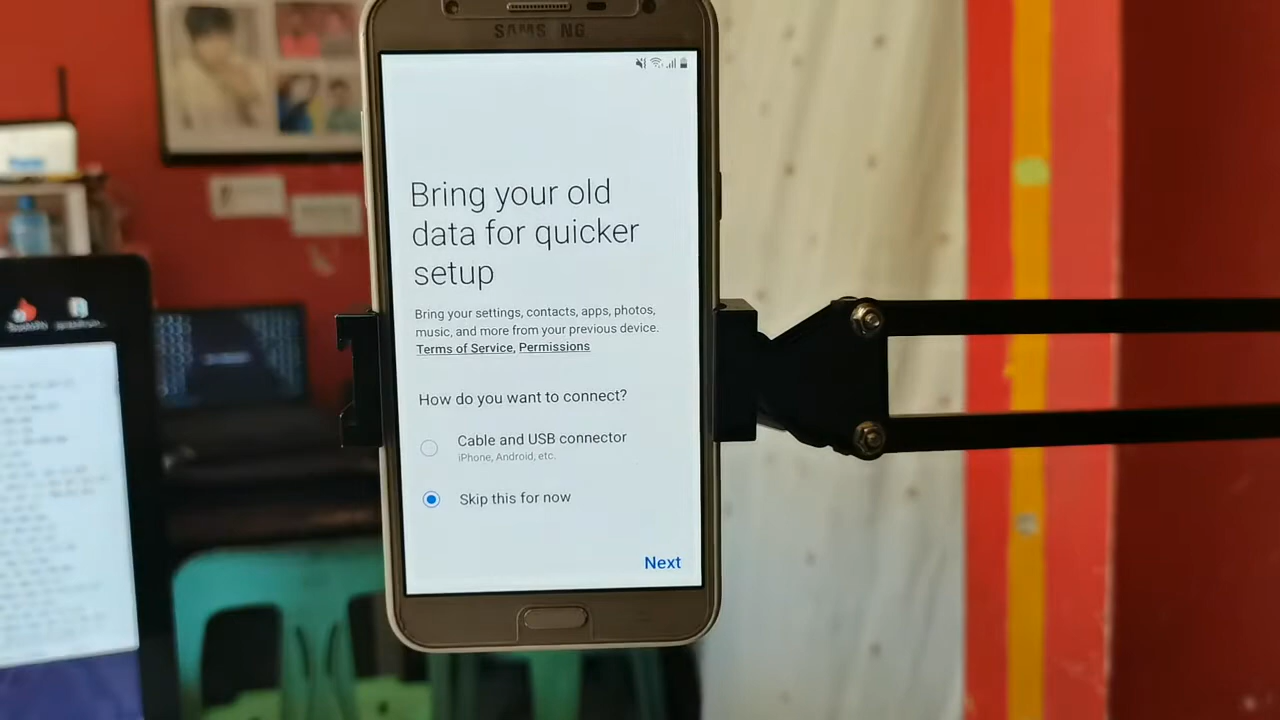 SAMS NG
Bring your old
data for quicker
setup
Bring your settings, contacts, apps, photos,
music, and more from your previous device.
Terms of Service, Permissions
How do you want to connect?
Cable and USB connector
iPhone, Android, etc.
Skip this for now
Next